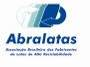 Abralatas
Associação Brasileira dos Fabricantes
de Latas de Alta Reciclabilidade